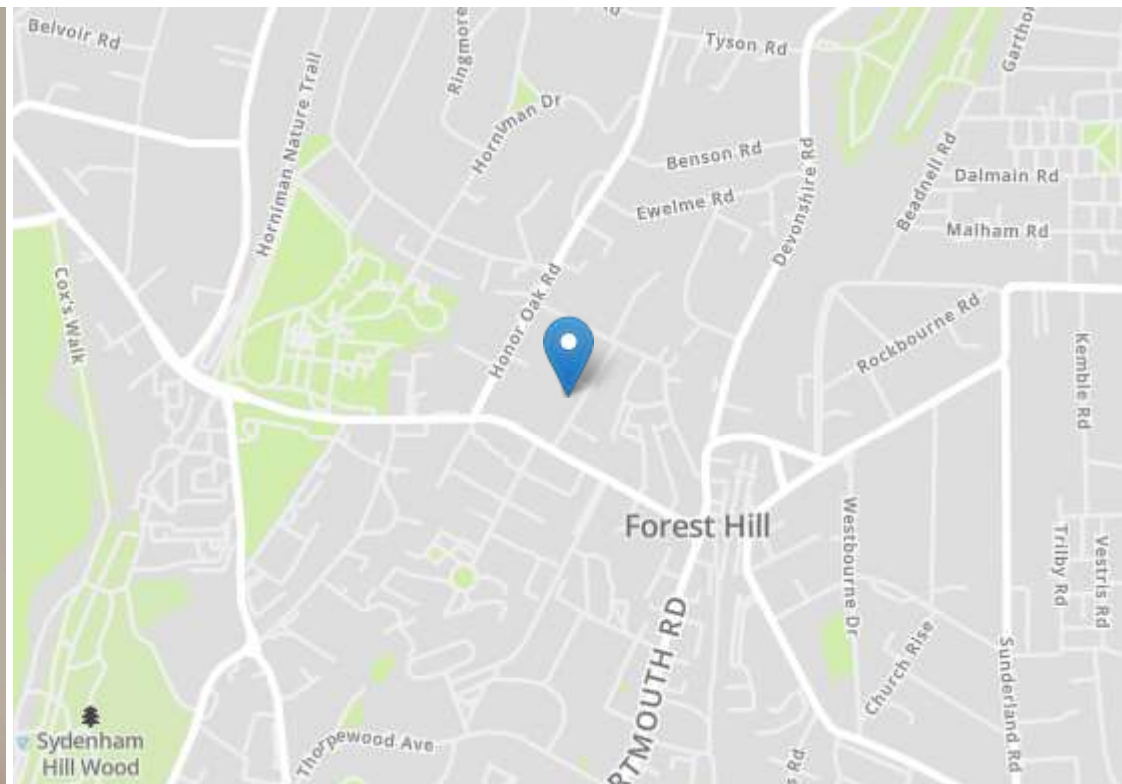 Belvoir Rd
Horniman Nature Trail
Ringmore
Horniman Dr
Tyson Rd
Benson Rd
Ewelme Rd
Devonshire Rd
Beadnell Rd
Dalmain Rd
Malham Rd
Cox's Walk
Honor Oak Rd
Rockbourne Rd
Kemble Rd
Forest Hill
Westbourne Dr
Trilby Rd
Vestris Rd
Church Rise
Sunderland Rd
RTMOUTH RD
Thorpewood Ave
Sydenham
Hill Wood
s Rd